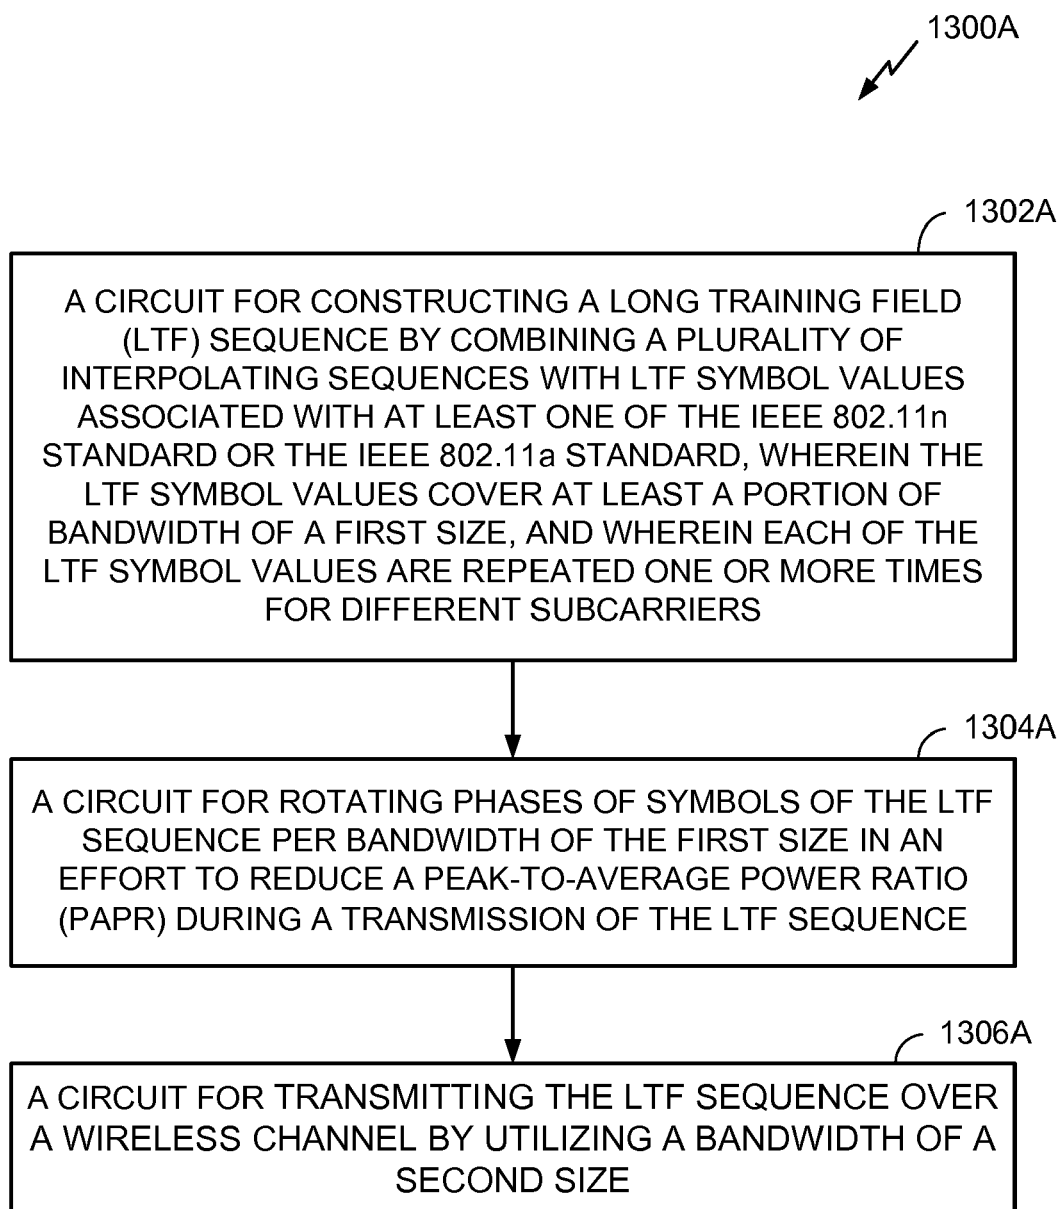 1300A
1302A
A CIRCUIT FOR CONSTRUCTING A LONG TRAINING FIELD
(LTF) SEQUENCE BY COMBINING A PLURALITY OF
INTERPOLATING SEQUENCES WITH LTF SYMBOL VALUES
ASSOCIATED WITH AT LEAST ONE OF THE IEEE 802.11n
STANDARD OR THE IEEE 802.11a STANDARD, WHEREIN THE
LTF SYMBOL VALUES COVER AT LEAST A PORTION OF
BANDWIDTH OF A FIRST SIZE, AND WHEREIN EACH OF THE
LTF SYMBOL VALUES ARE REPEATED ONE OR MORE TIMES
FOR DIFFERENT SUBCARRIERS
1304A
A CIRCUIT FOR ROTATING PHASES OF SYMBOLS OF THE LTF
SEQUENCE PER BANDWIDTH OF THE FIRST SIZE IN AN
EFFORT TO REDUCE A PEAK-TO-AVERAGE POWER RATIO
(PAPR) DURING A TRANSMISSION OF THE LTF SEQUENCE
1306A
A CIRCUIT FOR TRANSMITTING THE LTF SEQUENCE OVER
A WIRELESS CHANNEL BY UTILIZING A BANDWIDTH OF A
SECOND SIZE